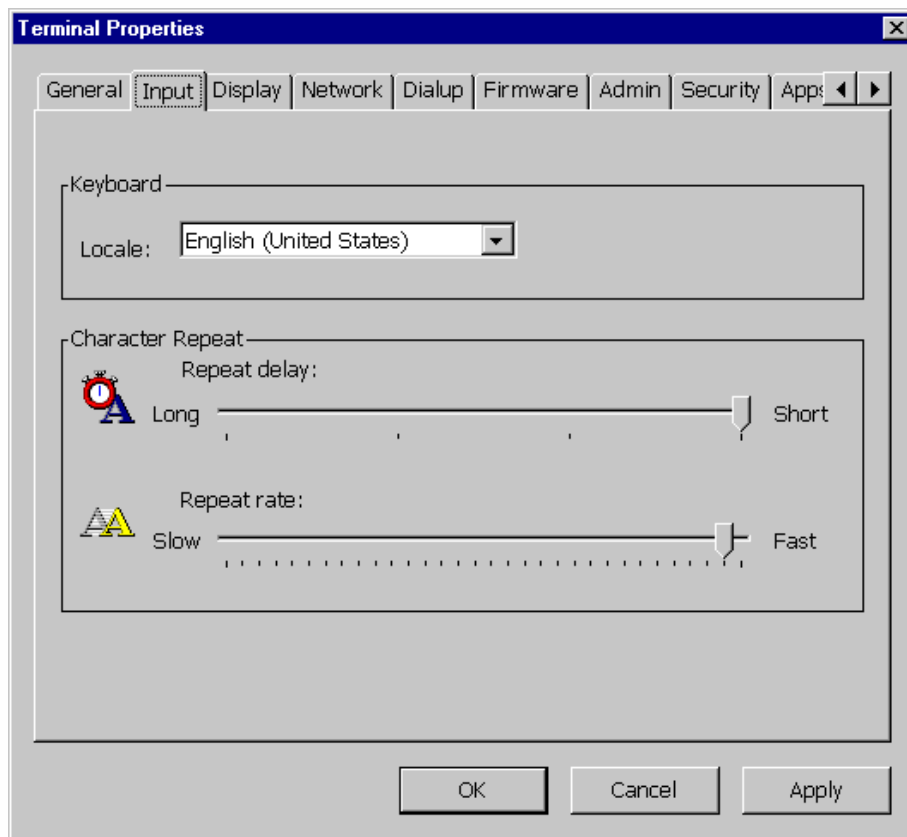 Terminal Properties
General Input Display Network Dialup Firmware Admin Security Apps
Keyboard
Locale: English (United States)
Character Repeat
Repeat delay:
Long Short
Repeat rate:
Slow Fast
OK Cancel Apply